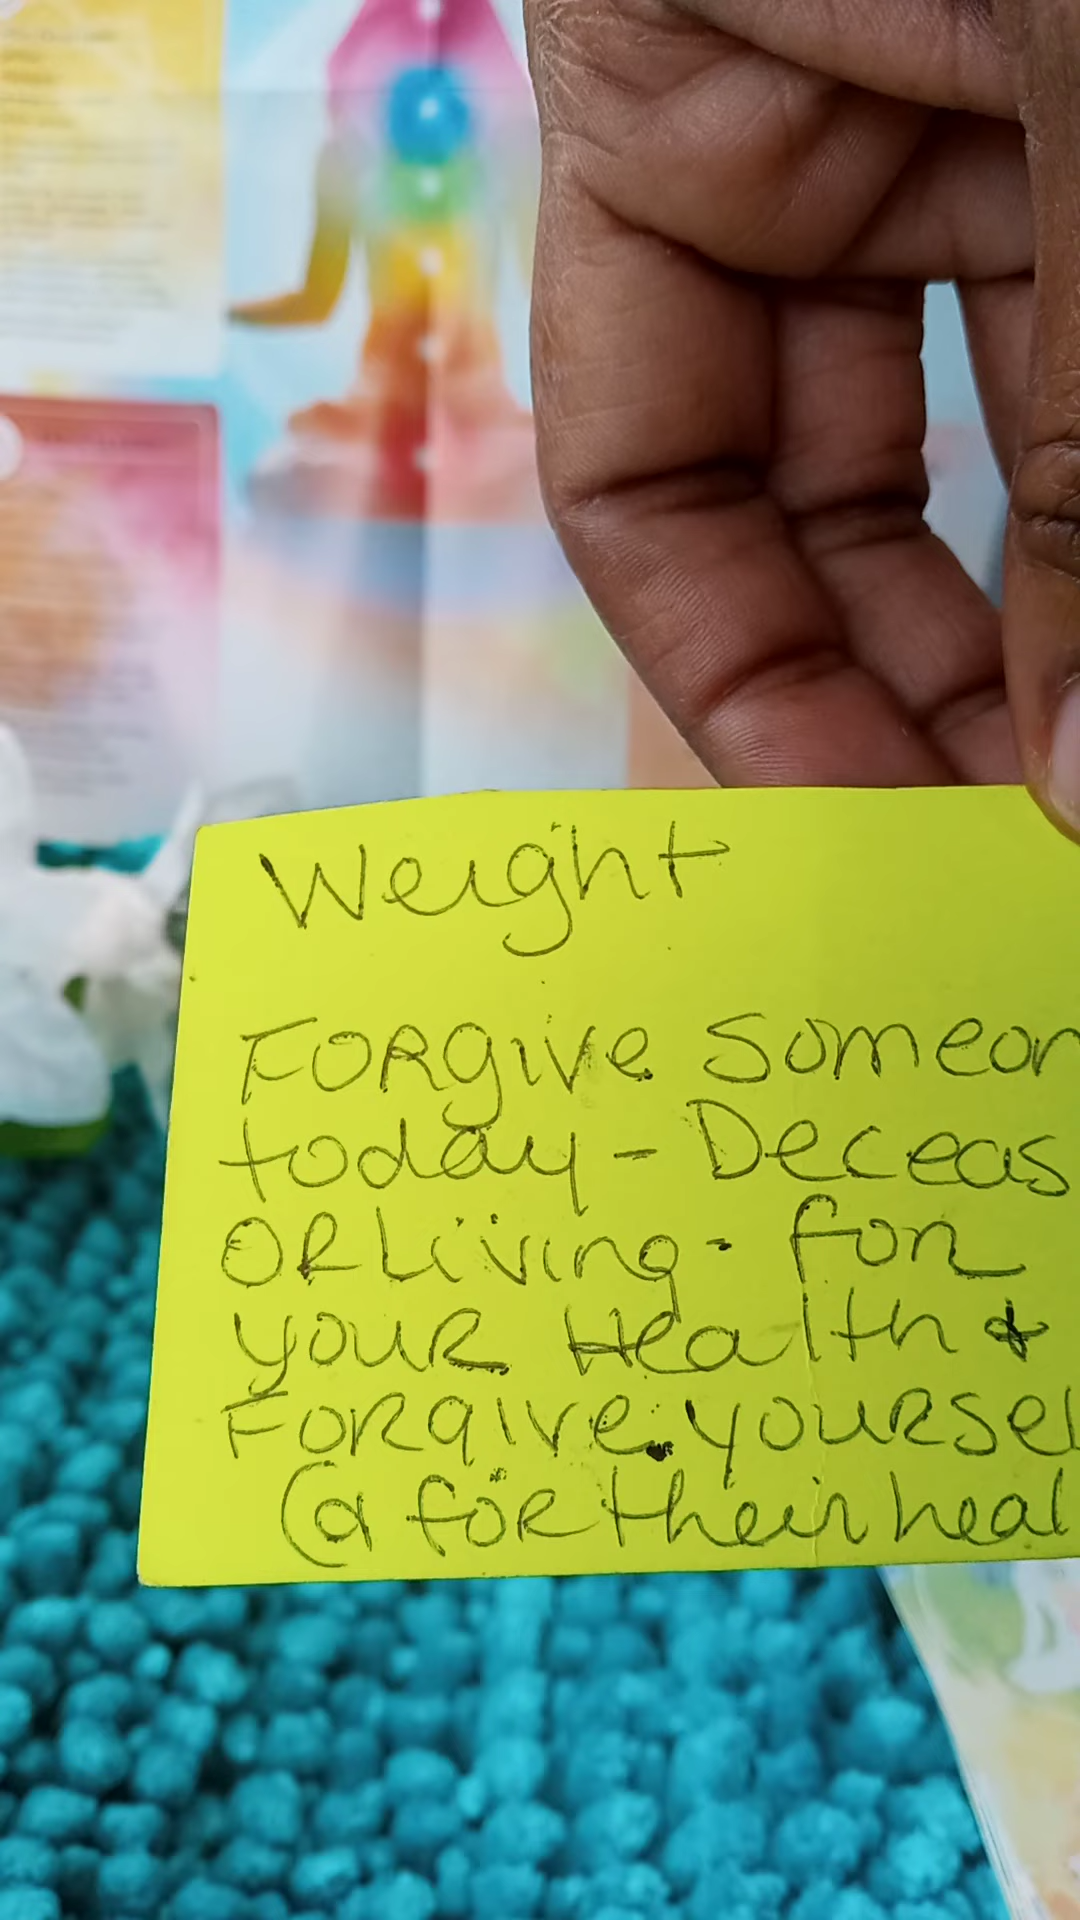 Weight
FORgive someon
today - Deceas
OR Living - for
youR Health &
FORgive yoursel
(a for their heal